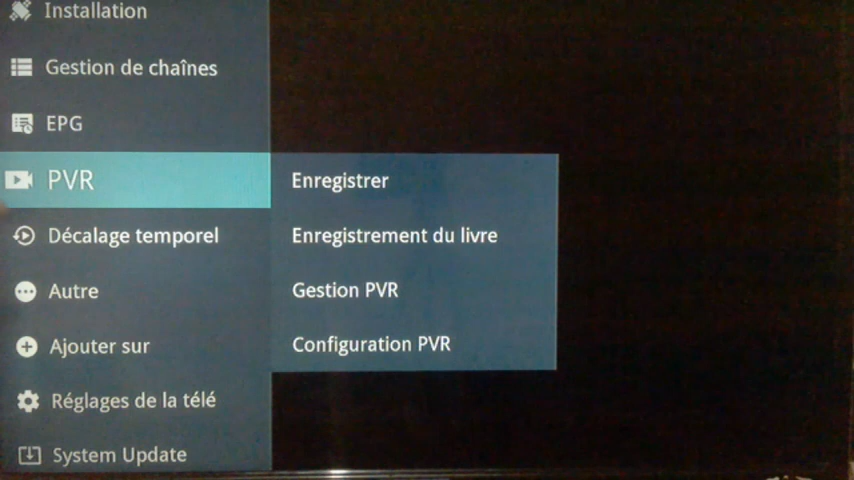 Installation
Gestion de chaînes
EPG
PVR
Décalage temporel
Autre
Ajouter sur
Réglages de la télé
System Update
Enregistrer
Enregistrement du livre
Gestion PVR
Configuration PVR